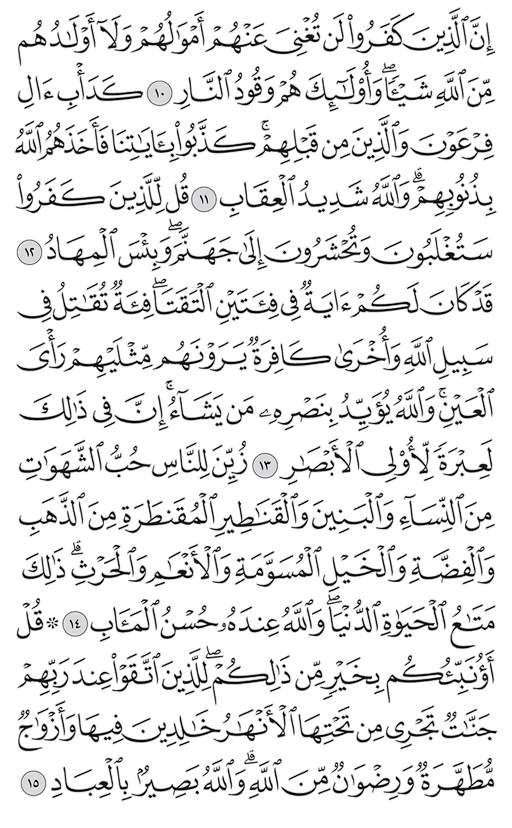 إِنَّ ٱلَّذِينَ كَفَرُواْ لَن تُغۡنِيَ عَنۡهُمۡ أَمۡوَٰلُهُمۡ وَلَآ أَوۡلَٰدُهُم
مِّنَ ٱللَّهِ شَيۡـٔٗاۖ وَأُوْلَٰٓئِكَ هُمۡ وَقُودُ ٱلنَّارِ ١٠ كَدَأۡبِ ءَالِ
فِرۡعَوۡنَ وَٱلَّذِينَ مِن قَبۡلِهِمۡۚ كَذَّبُواْ بِـَٔايَٰتِنَا فَأَخَذَهُمُ ٱللَّهُ
بِذُنُوبِهِمۡۗ وَٱللَّهُ شَدِيدُ ٱلۡعِقَابِ ١١ قُل لِّلَّذِينَ كَفَرُواْ
سَتُغۡلَبُونَ وَتُحۡشَرُونَ إِلَىٰ جَهَنَّمَۖ وَبِئۡسَ ٱلۡمِهَادُ ١٢
قَدۡ كَانَ لَكُمۡ ءَايَةٞ فِي فِئَتَيۡنِ ٱلۡتَقَتَاۖ فِئَةٞ تُقَٰتِلُ فِي
سَبِيلِ ٱللَّهِ وَأُخۡرَىٰ كَافِرَةٞ يَرَوۡنَهُم مِّثۡلَيۡهِمۡ رَأۡيَ
ٱلۡعَيۡنِۚ وَٱللَّهُ يُؤَيِّدُ بِنَصۡرِهِۦ مَن يَشَآءُۚ إِنَّ فِي ذَٰلِكَ
لَعِبۡرَةٗ لِّأُوْلِي ٱلۡأَبۡصَٰرِ ١٣ زُيِّنَ لِلنَّاسِ حُبُّ ٱلشَّهَوَٰتِ
مِنَ ٱلنِّسَآءِ وَٱلۡبَنِينَ وَٱلۡقَنَٰطِيرِ ٱلۡمُقَنطَرَةِ مِنَ ٱلذَّهَبِ
وَٱلۡفِضَّةِ وَٱلۡخَيۡلِ ٱلۡمُسَوَّمَةِ وَٱلۡأَنۡعَٰمِ وَٱلۡحَرۡثِۗ ذَٰلِكَ
مَتَٰعُ ٱلۡحَيَوٰةِ ٱلدُّنۡيَاۖ وَٱللَّهُ عِندَهُۥ حُسۡنُ ٱلۡمَـَٔابِ ١٤ ۞ قُلۡ
أَؤُنَبِّئُكُم بِخَيۡرٖ مِّن ذَٰلِكُمۡۖ لِلَّذِينَ ٱتَّقَوۡاْ عِندَ رَبِّهِمۡ
جَنَّٰتٞ تَجۡرِي مِن تَحۡتِهَا ٱلۡأَنۡهَٰرُ خَٰلِدِينَ فِيهَا وَأَزۡوَٰجٞ
مُّطَهَّرَةٞ وَرِضۡوَٰنٞ مِّنَ ٱللَّهِۗ وَٱللَّهُ بَصِيرُۢ بِٱلۡعِبَادِ ١٥